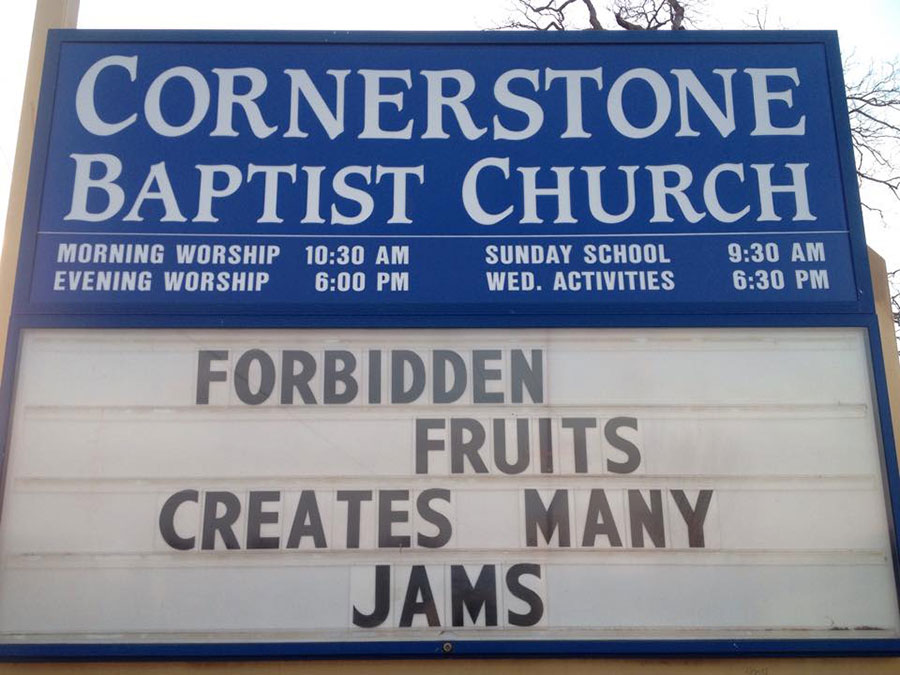 CORNERSTONE
BAPTIST CHURCH
MORNING WORSHIP 10:30 AM SUNDAY SCHOOL 9:30 AM
EVENING WORSHIP 6:00 PM WED. ACTIVITIES 6:30 PM
FORBIDDEN
FRUITS
CREATES MANY
JAMS